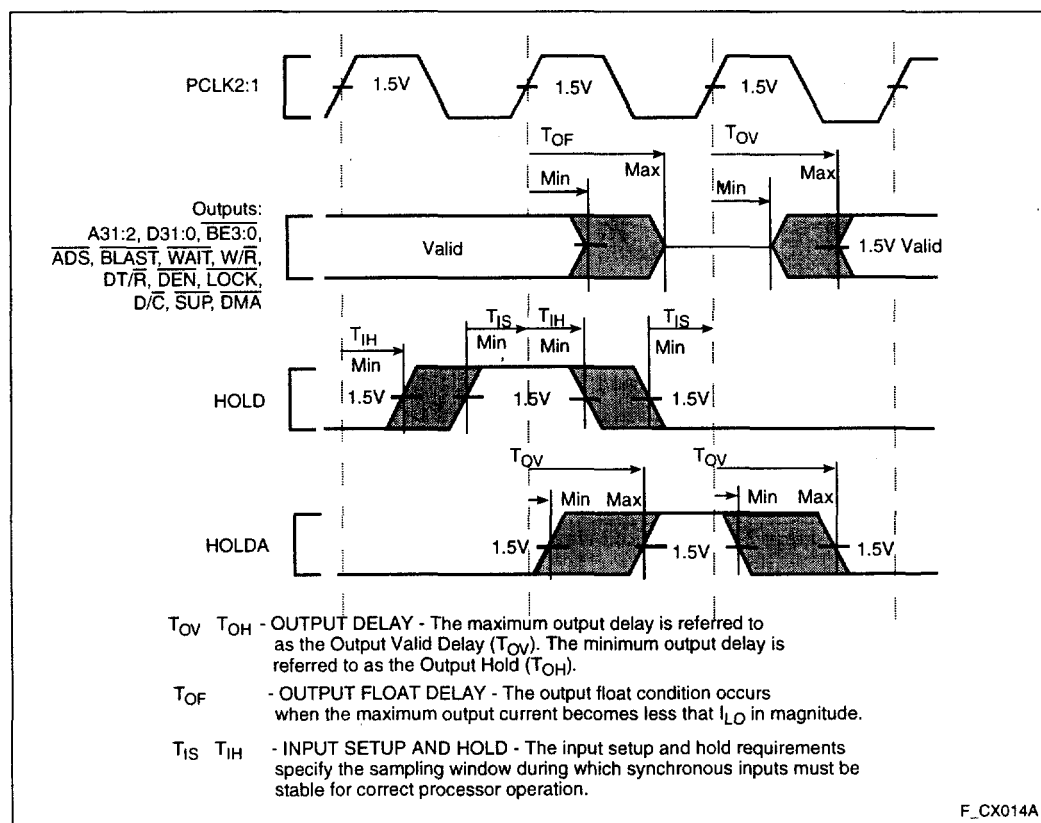 PCLK2:1
1.5V 1.5V 1.5V
TOF TOV
Min Max Min Max
Outputs:
A31:2, D31:0, BE3:0,
ADS, BLAST, WAIT, W/R,
DT/R, DEN, LOCK,
D/C, SUP, DMA
Valid 1.5V Valid
TIH TIS TIH TIS
Min Min Min Min
HOLD
1.5V 1.5V 1.5V
TOV TOV
Min Max Min Max
HOLDA
1.5V 1.5V 1.5V
TOV TOH - OUTPUT DELAY - The maximum output delay is referred to
as the Output Valid Delay (TOV). The minimum output delay is
referred to as the Output Hold (TOH).
TOF - OUTPUT FLOAT DELAY - The output float condition occurs
when the maximum output current becomes less that ILO in magnitude.
TIS TIH - INPUT SETUP AND HOLD - The input setup and hold requirements
specify the sampling window during which synchronous inputs must be
stable for correct processor operation.
F_CX014A